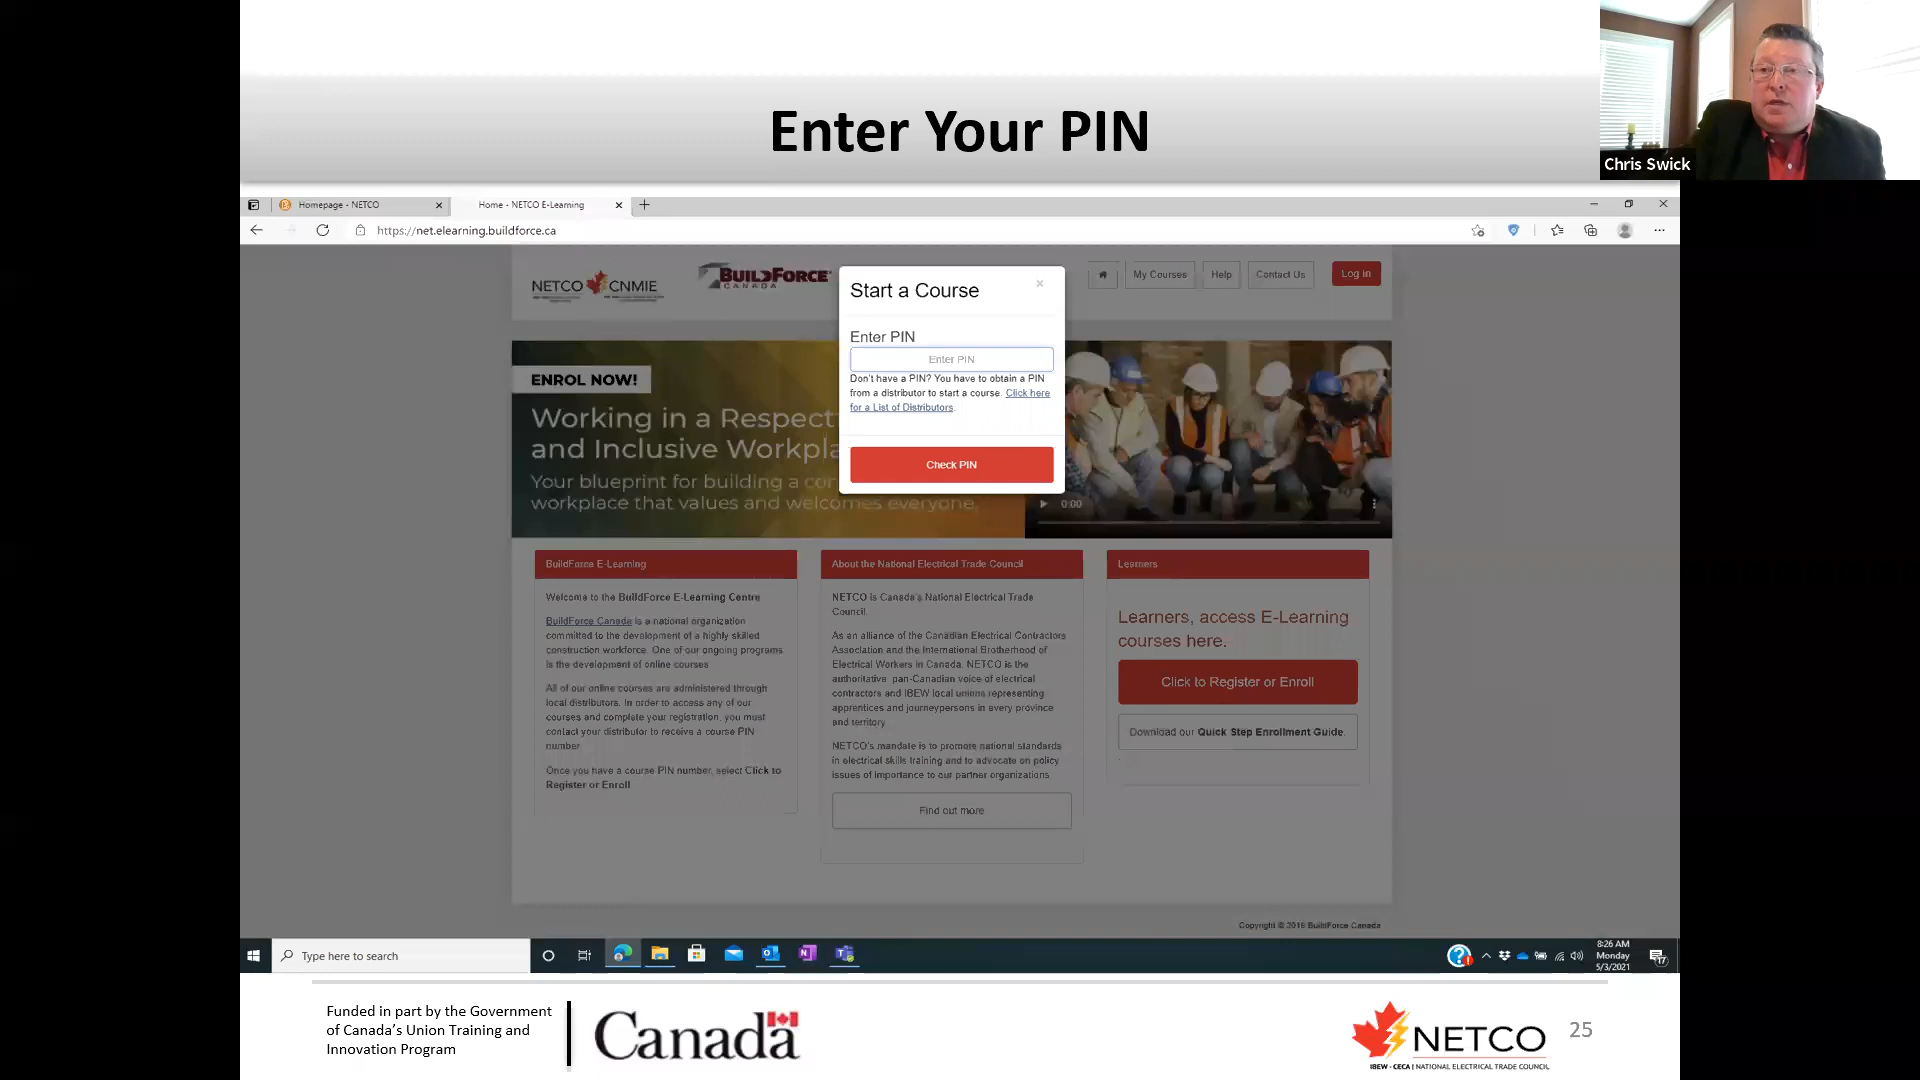 Enter Your PIN
Chris Swick
Homepage - NETCO
Home - NETCO E-Learning
https://net.elearning.buildforce.ca
NETCO CNMIE
BUILDFORCE
CANADA
My Courses
Help
Contact Us
Log in
Start a Course
Enter PIN
Enter PIN
Don't have a PIN? You have to obtain a PIN
from a distributor to start a course. Click here
for a List of Distributors.
Check PIN
ENROL NOW!
Working in a Respect
and Inclusive Workpla
Your blueprint for building a con
workplace that values and welcomes everyone.
0:00
BuildForce E-Learning
Welcome to the BuildForce E-Learning Centre
BuildForce Canada is a national organization
committed to the development of a highly skilled
construction workforce. One of our ongoing programs
is the development of online courses
All of our online courses are administered through
local distributors. In order to access any of our
courses and complete your registration, you must
contact your distributor to receive a course PIN
number
Once you have a course PIN number, select Click to
Register or Enroll
About the National Electrical Trade Council
NETCO is Canada's National Electrical Trade
Council.
As an alliance of the Canadian Electrical Contractors
Association and the International Brotherhood of
Electrical Workers in Canada, NETCO is the
authoritative pan-Canadian voice of electrical
contractors and IBEW local unions representing
apprentices and journeypersons in every province
and territory
NETCO's mandate is to promote national standards
in electrical skills training and to advocate on policy
issues of importance to our partner organizations
Find out more
Learners
Learners, access E-Learning
courses here.
Click to Register or Enroll
Download our Quick Step Enrollment Guide.
Copyright © 2016 BuildForce Canada
Type here to search
8:26 AM
Monday
5/3/2021
17
Funded in part by the Government
of Canada's Union Training and
Innovation Program
Canada
NETCO
IBEW - CECA | NATIONAL ELECTRICAL TRADE COUNCIL
25